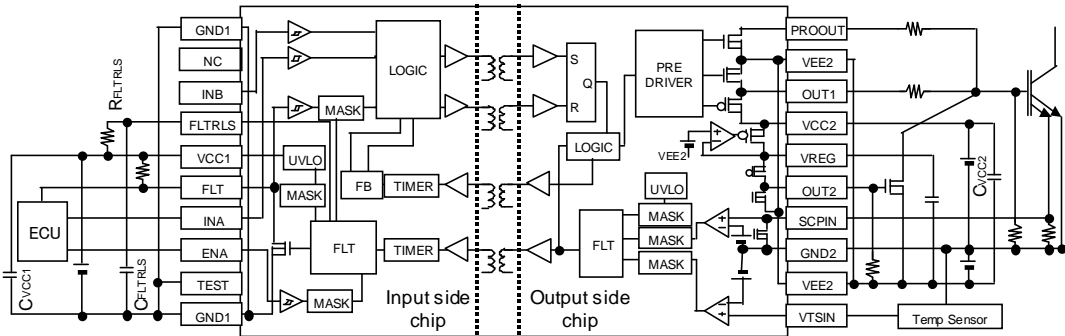 GND1
NC
INB
FLTRLS
VCC1
FLT
INA
ENA
TEST
GND1
RFLTRLS
ECU
CVCC1
CFLTRLS
LOGIC
MASK
UVLO
MASK
FB
TIMER
FLT
TIMER
MASK
Input side
chip
Output side
chip
S
Q
R
LOGIC
PRE
DRIVER
VEE2
UVLO
MASK
MASK
MASK
FLT
PROOUT
VEE2
OUT1
VCC2
VREG
OUT2
SCPIN
GND2
VEE2
VTSIN
CVCC2
Temp Sensor
+
-
+
-
+
-